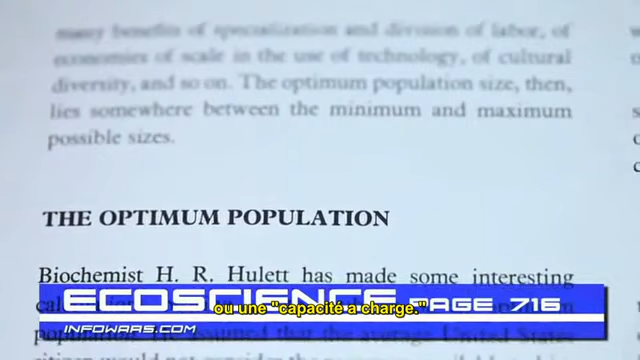 many benefits of specialization and division of labor, of
economies of scale in the use of technology, of cultural
diversity, and so on. The optimum population size, then,
lies somewhere between the minimum and maximum
possible sizes.
THE OPTIMUM POPULATION
Biochemist H. R. Hulett has made some interesting
ECOSCIENCE PAGE 716
ou une "capacité a charge."
INFOWARS.COM